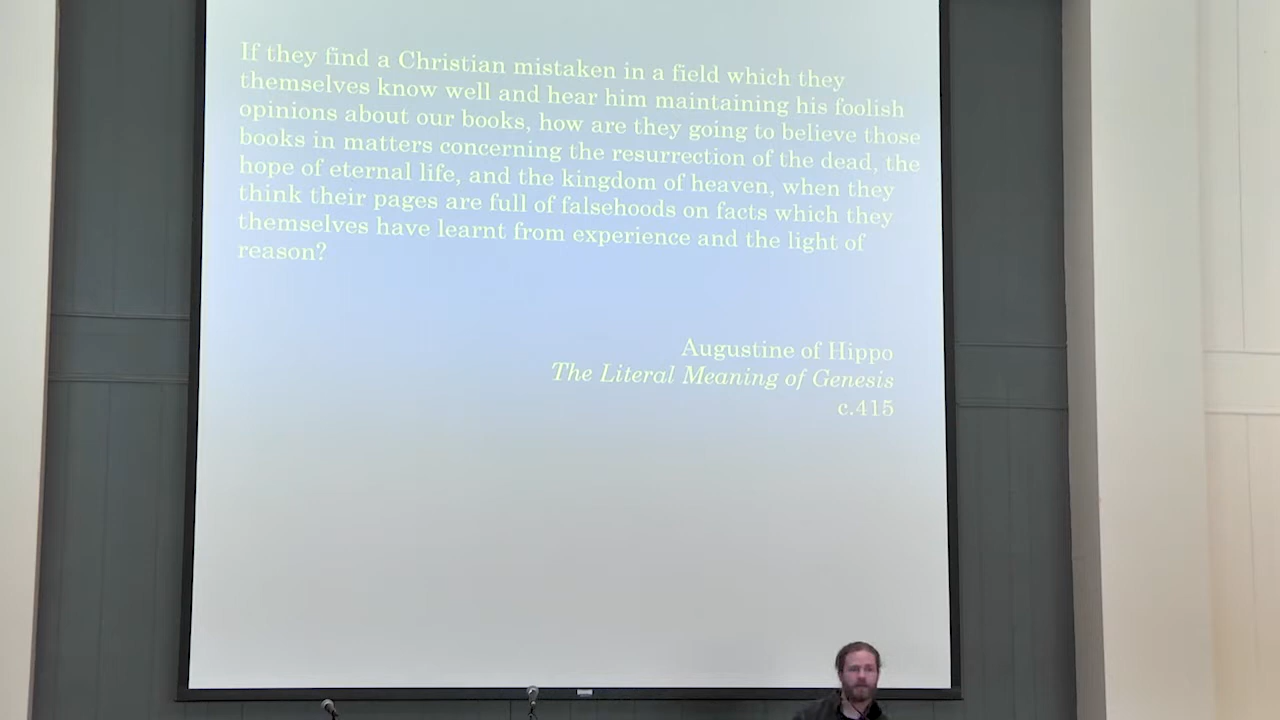 If they find a Christian mistaken in a field which they
themselves know well and hear him maintaining his foolish
opinions about our books, how are they going to believe those
books in matters concerning the resurrection of the dead, the
hope of eternal life, and the kingdom of heaven, when they
think their pages are full of falsehoods on facts which they
themselves have learnt from experience and the light of
reason?
Augustine of Hippo
The Literal Meaning of Genesis
c.415